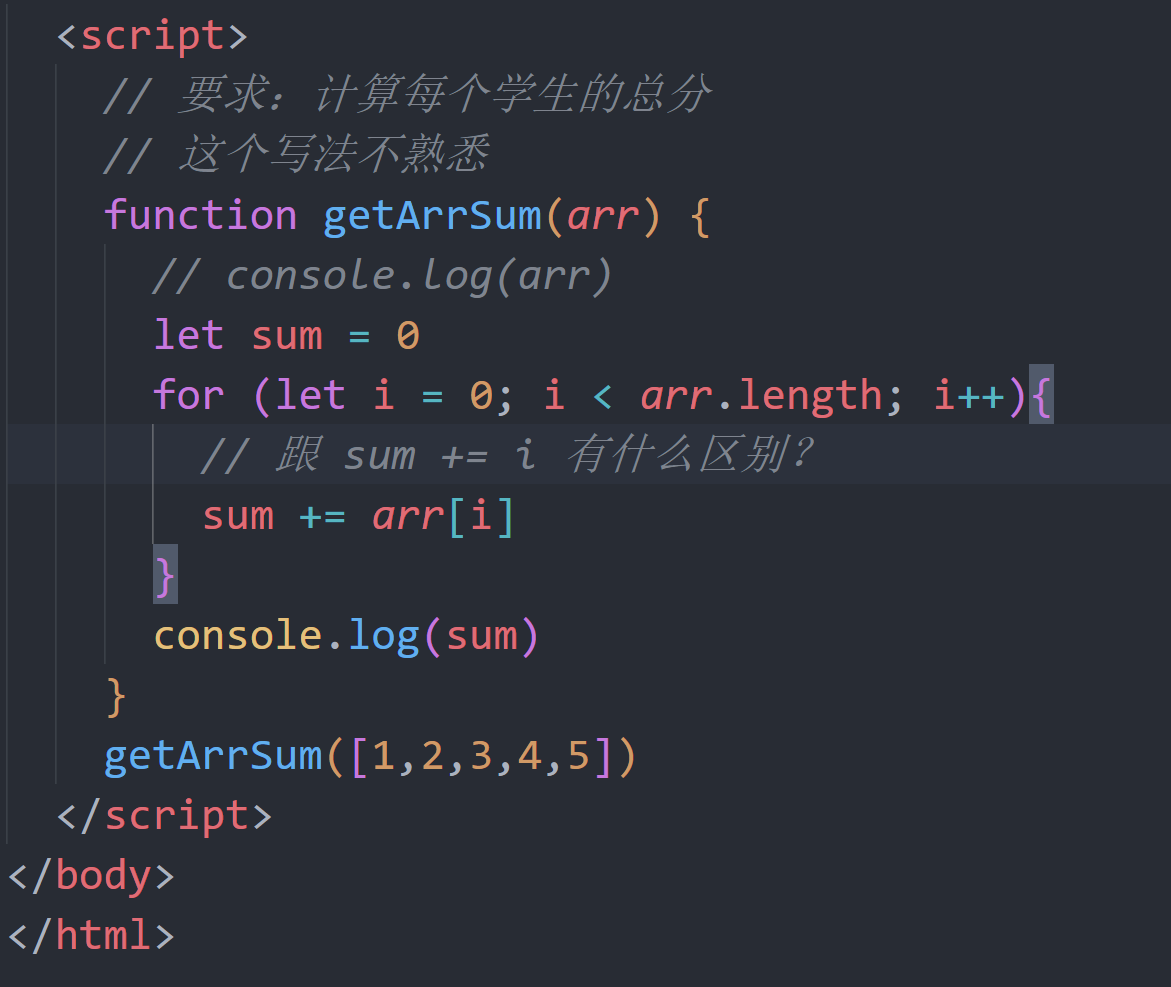 <script>
// 要求：计算每个学生的总分
// 这个写法不熟悉
function getArrSum(arr) {
// console.log(arr)
let sum = 0
for (let i = 0; i < arr.length; i++){
// 跟 sum += i 有什么区别？
sum += arr[i]
}
console.log(sum)
}
getArrSum([1,2,3,4,5])
</script>
</body>
</html>